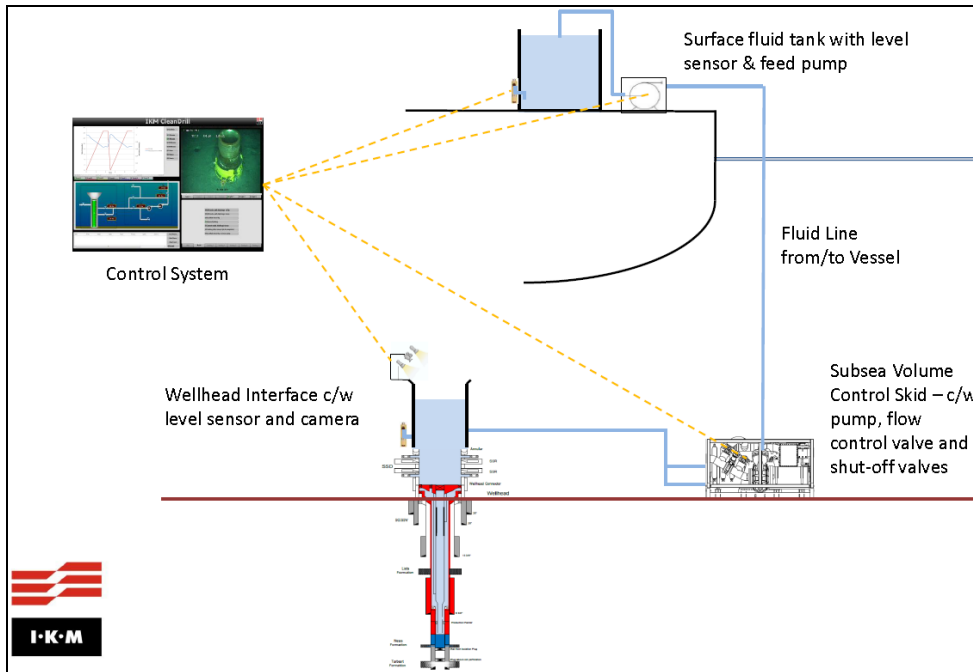 Surface fluid tank with level
sensor & feed pump
IKM CleanDrill
Control System
Fluid Line
from/to Vessel
Wellhead Interface c/w
level sensor and camera
Subsea Volume
Control Skid – c/w
pump, flow
control valve and
shut-off valves
Wellhead
I·K·M